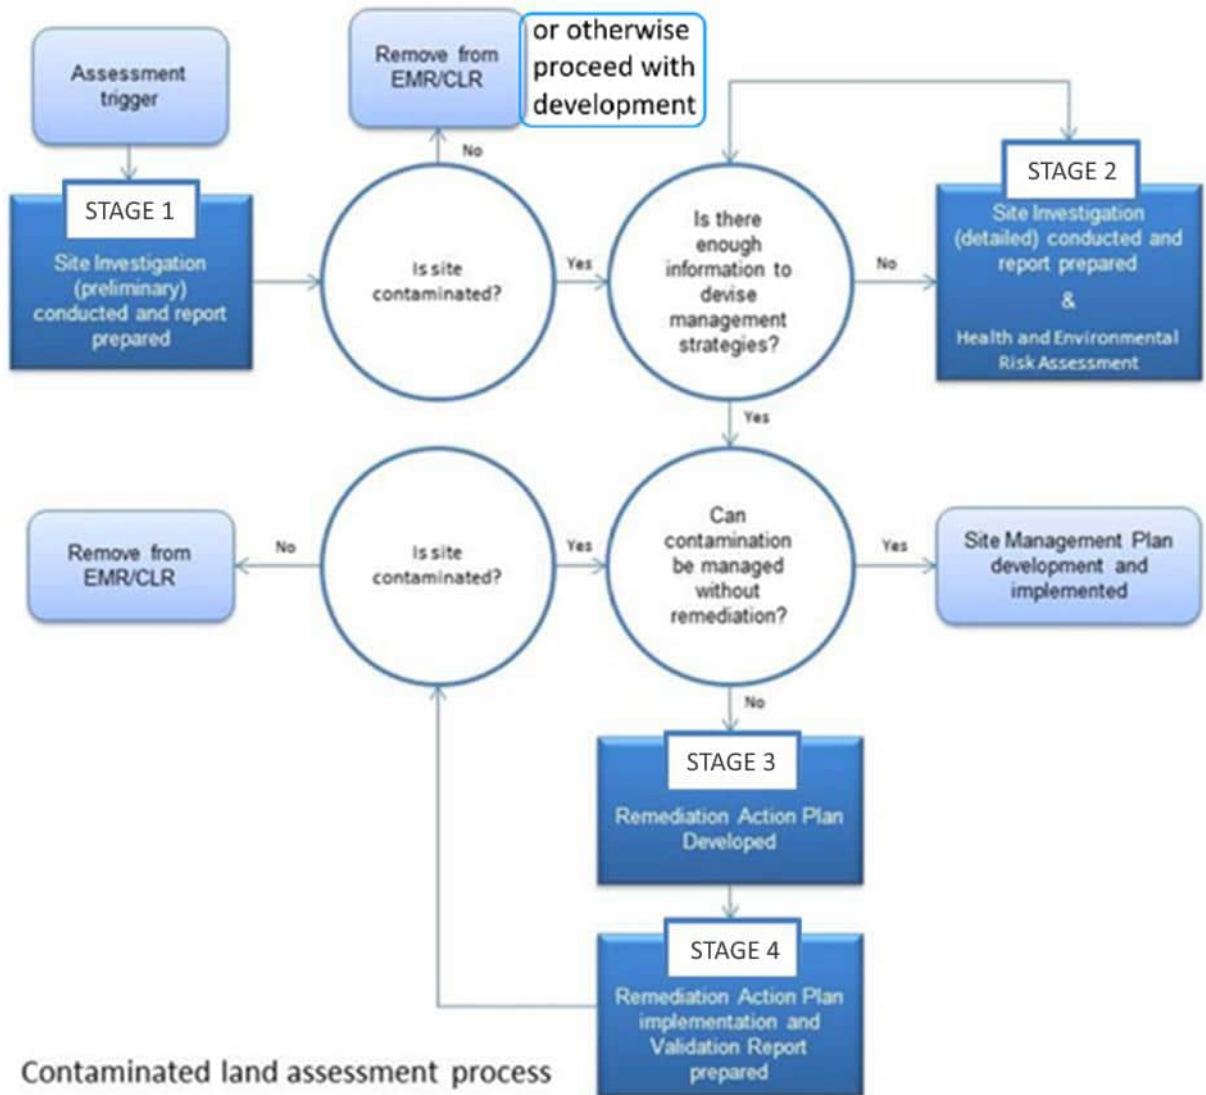 Assessment
trigger
Remove from
EMR/CLR
or otherwise
proceed with
development
No
STAGE 1
Site Investigation
(preliminary)
conducted and report
prepared
Is site
contaminated?
Yes
Is there
enough
information to
devise
management
strategies?
No
STAGE 2
Site Investigation
(detailed) conducted and
report prepared
&
Health and Environmental
Risk Assessment
Yes
Remove from
EMR/CLR
No
Is site
contaminated?
Yes
Can
contamination
be managed
without
remediation?
Yes
Site Management Plan
development and
implemented
No
STAGE 3
Remediation Action Plan
Developed
STAGE 4
Remediation Action Plan
implementation and
Validation Report
prepared
Contaminated land assessment process